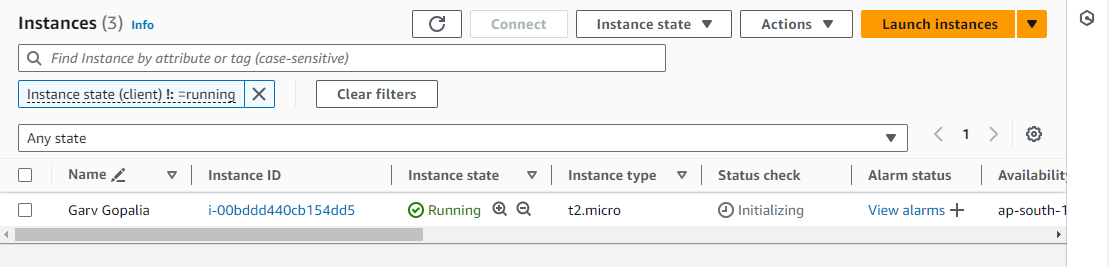 Instances (3) Info Connect Instance state Actions Launch instances
Find Instance by attribute or tag (case-sensitive)
Instance state (client) !: =running Clear filters
Any state 1
Name Instance ID Instance state Instance type Status check Alarm status Availability
Garv Gopalia i-00bddd440cb154dd5 Running t2.micro Initializing View alarms + ap-south-1